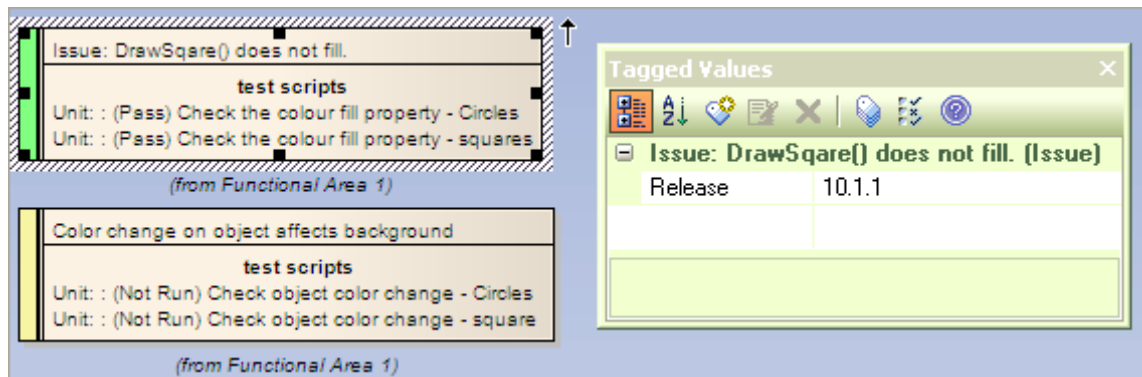 Issue: DrawSqare() does not fill.
test scripts
Unit: : (Pass) Check the colour fill property - Circles
Unit: : (Pass) Check the colour fill property - squares
(from Functional Area 1)
Color change on object affects background
test scripts
Unit: : (Not Run) Check object color change - Circles
Unit: : (Not Run) Check object color change - square
(from Functional Area 1)
Tagged Values
Issue: DrawSqare() does not fill. (Issue)
Release 10.1.1